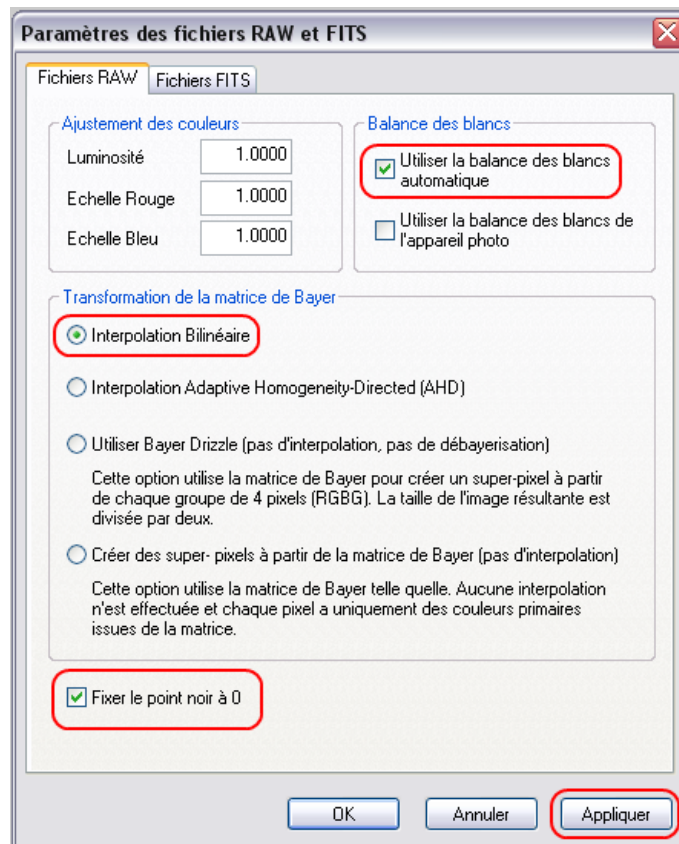 Paramètres des fichiers RAW et FITS
Fichiers RAW
Fichiers FITS
Ajustement des couleurs
Luminosité 1.0000
Echelle Rouge 1.0000
Echelle Bleu 1.0000
Balance des blancs
Utiliser la balance des blancs
automatique
Utiliser la balance des blancs de
l'appareil photo
Transformation de la matrice de Bayer
Interpolation Bilinéaire
Interpolation Adaptive Homogeneity-Directed (AHD)
Utiliser Bayer Drizzle (pas d'interpolation, pas de débayerisation)
Cette option utilise la matrice de Bayer pour créer un super-pixel à partir
de chaque groupe de 4 pixels (RGBG). La taille de l'image résultante est
divisée par deux.
Créer des super- pixels à partir de la matrice de Bayer (pas d'interpolation)
Cette option utilise la matrice de Bayer telle quelle. Aucune interpolation
n'est effectuée et chaque pixel a uniquement des couleurs primaires
issues de la matrice.
Fixer le point noir à 0
OK
Annuler
Appliquer